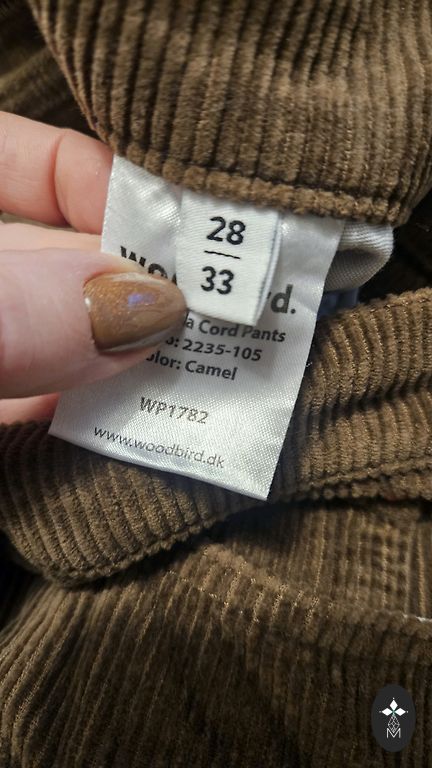 28
33
d.
Cord Pants
: 2235-105
olor: Camel
WP1782
www.woodbird.dk
M